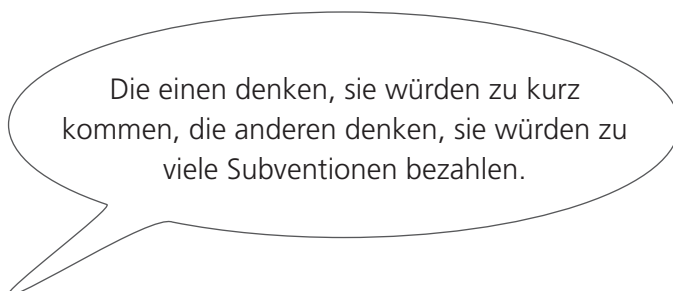 Die einen denken, sie würden zu kurz
kommen, die anderen denken, sie würden zu
viele Subventionen bezahlen.